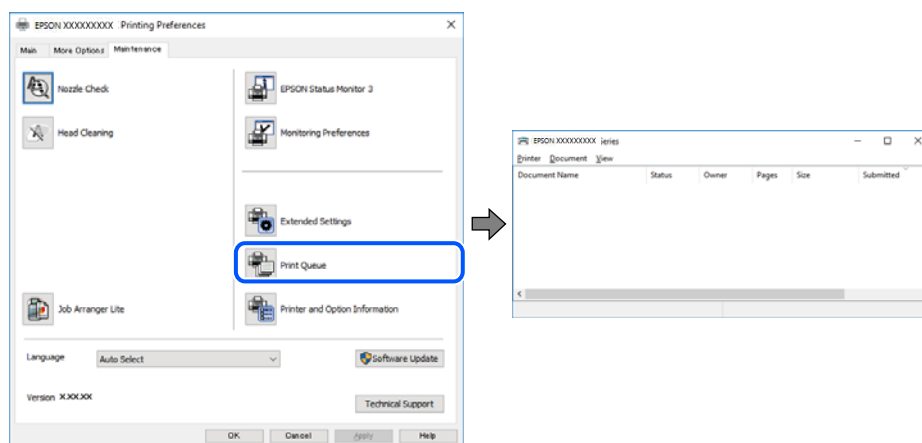 EPSON XXXXXXXXX Printing Preferences
Main More Options Maintenance
Nozzle Check
EPSON Status Monitor 3
Head Cleaning
Monitoring Preferences
Extended Settings
Print Queue
Job Arranger Lite
Printer and Option Information
Language Auto Select
Software Update
Version X.XX.XX
Technical Support
OK Cancel Apply Help
EPSON XXXXXXXXX ieries
Printer Document View
Document Name Status Owner Pages Size Submitted